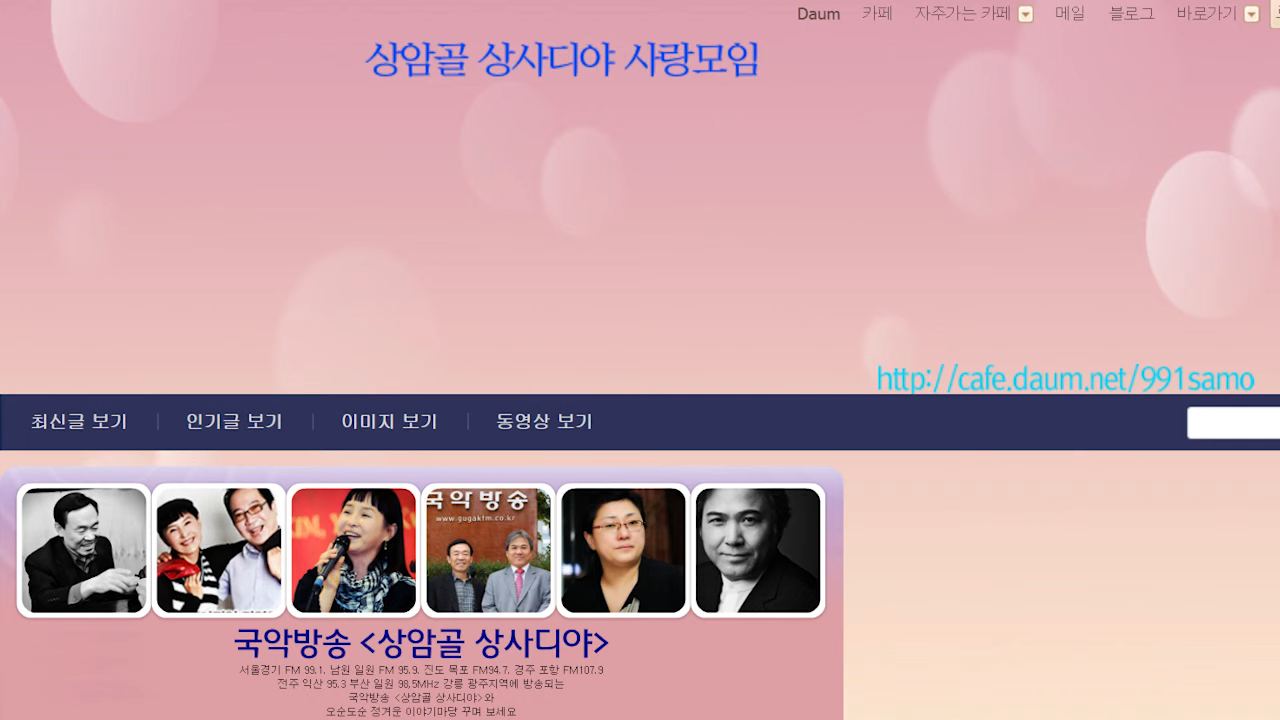 Daum 카페 자주가는 카페 메일 블로그 바로가기
상암골 상사디야 사랑모임
http://cafe.daum.net/991samo
최신글 보기 인기글 보기 이미지 보기 동영상 보기
국악방송
www.gugakfm.co.kr
국악방송 <상암골 상사디야>
서울경기 FM 99.1, 남원 일원 FM 95.9, 진도 목포 FM94.7, 경주 포항 FM107.9
전주 익산 95.3 부산 일원 98.5MHz 강릉 광주지역에 방송되는
국악방송 <상암골 상사디야>와
오순도순 정겨운 이야기마당 꾸며 보세요